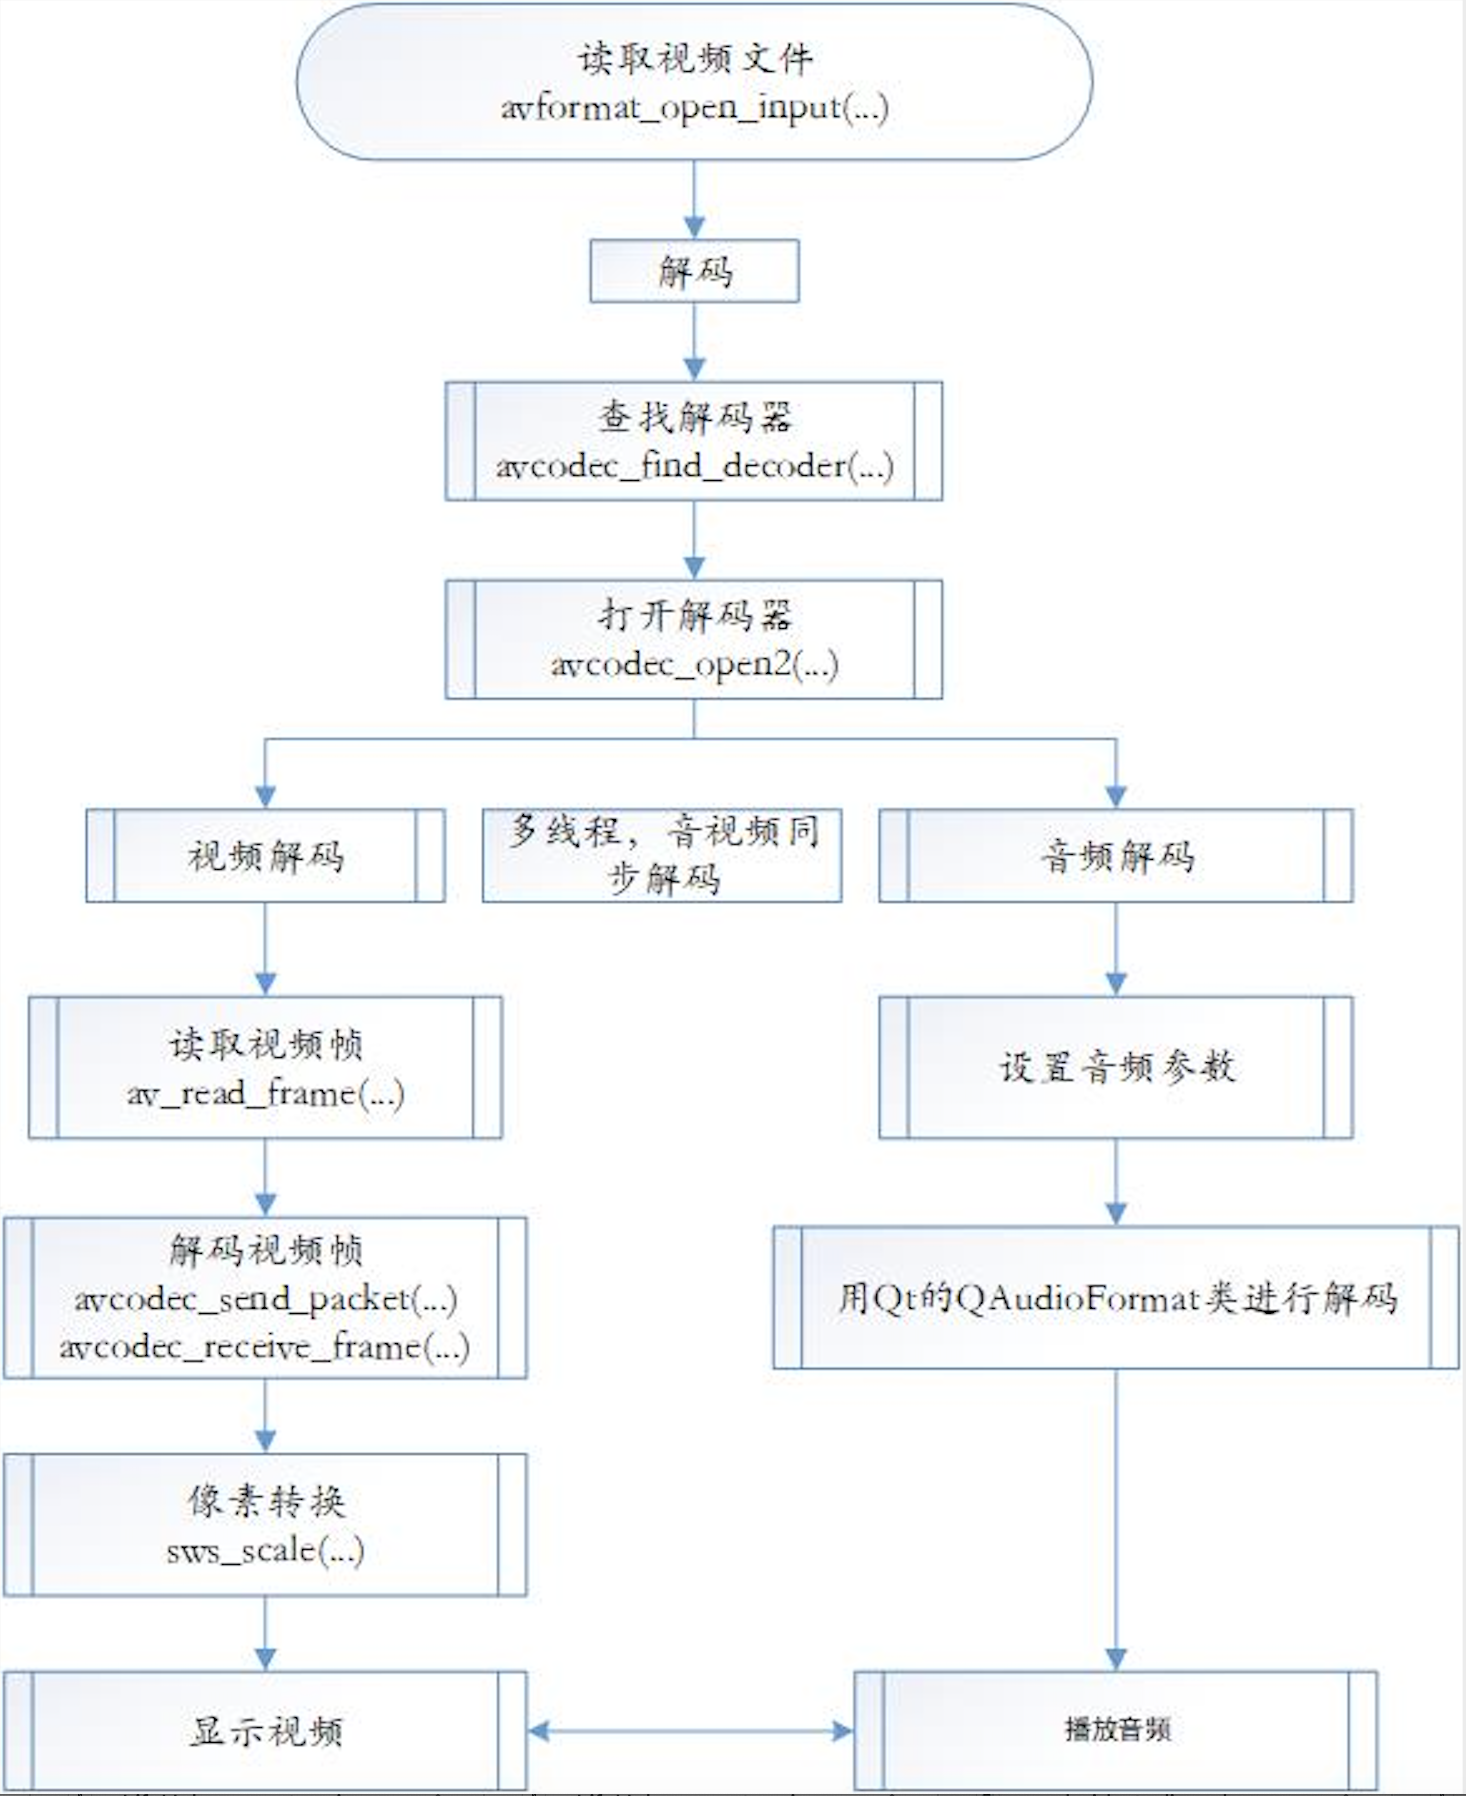 读取视频文件
avformat_open_input(...)
解码
查找解码器
avcodec_find_decoder(...)
打开解码器
avcodec_open2(...)
视频解码
多线程，音视频同
步解码
音频解码
读取视频帧
av_read_frame(...)
设置音频参数
解码视频帧
avcodec_send_packet(...)
avcodec_receive_frame(...)
用Qt的QAudioFormat类进行解码
像素转换
sws_scale(...)
显示视频
播放音频